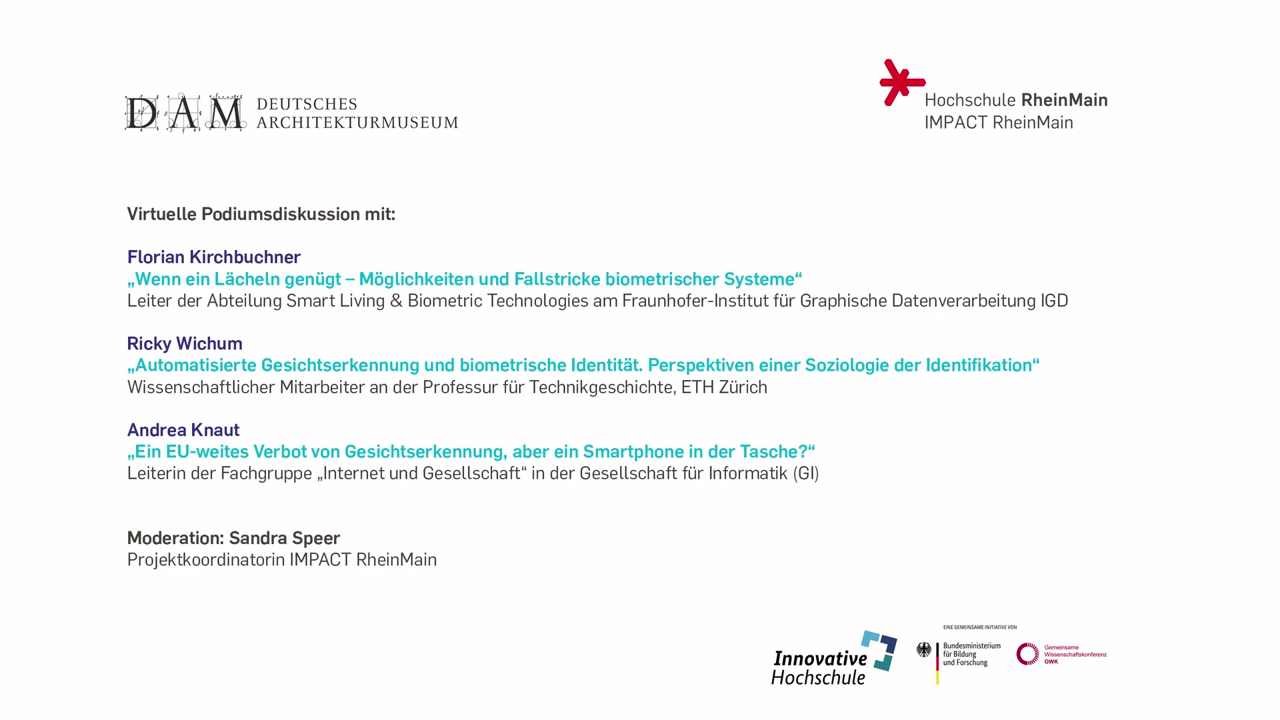 DAM DEUTSCHES
ARCHITEKTURMUSEUM
Hochschule RheinMain
IMPACT RheinMain
Virtuelle Podiumsdiskussion mit:
Florian Kirchbuchner
„Wenn ein Lächeln genügt – Möglichkeiten und Fallstricke biometrischer Systeme“
Leiter der Abteilung Smart Living & Biometric Technologies am Fraunhofer-Institut für Graphische Datenverarbeitung IGD
Ricky Wichum
„Automatisierte Gesichtserkennung und biometrische Identität. Perspektiven einer Soziologie der Identifikation“
Wissenschaftlicher Mitarbeiter an der Professur für Technikgeschichte, ETH Zürich
Andrea Knaut
„Ein EU-weites Verbot von Gesichtserkennung, aber ein Smartphone in der Tasche?“
Leiterin der Fachgruppe „Internet und Gesellschaft“ in der Gesellschaft für Informatik (GI)
Moderation: Sandra Speer
Projektkoordinatorin IMPACT RheinMain
Innovative
Hochschule
EINE GEMEINSAME INITIATIVE VON
Bundesministerium
für Bildung
und Forschung
Gemeinsame
Wissenschaftskonferenz
GWK